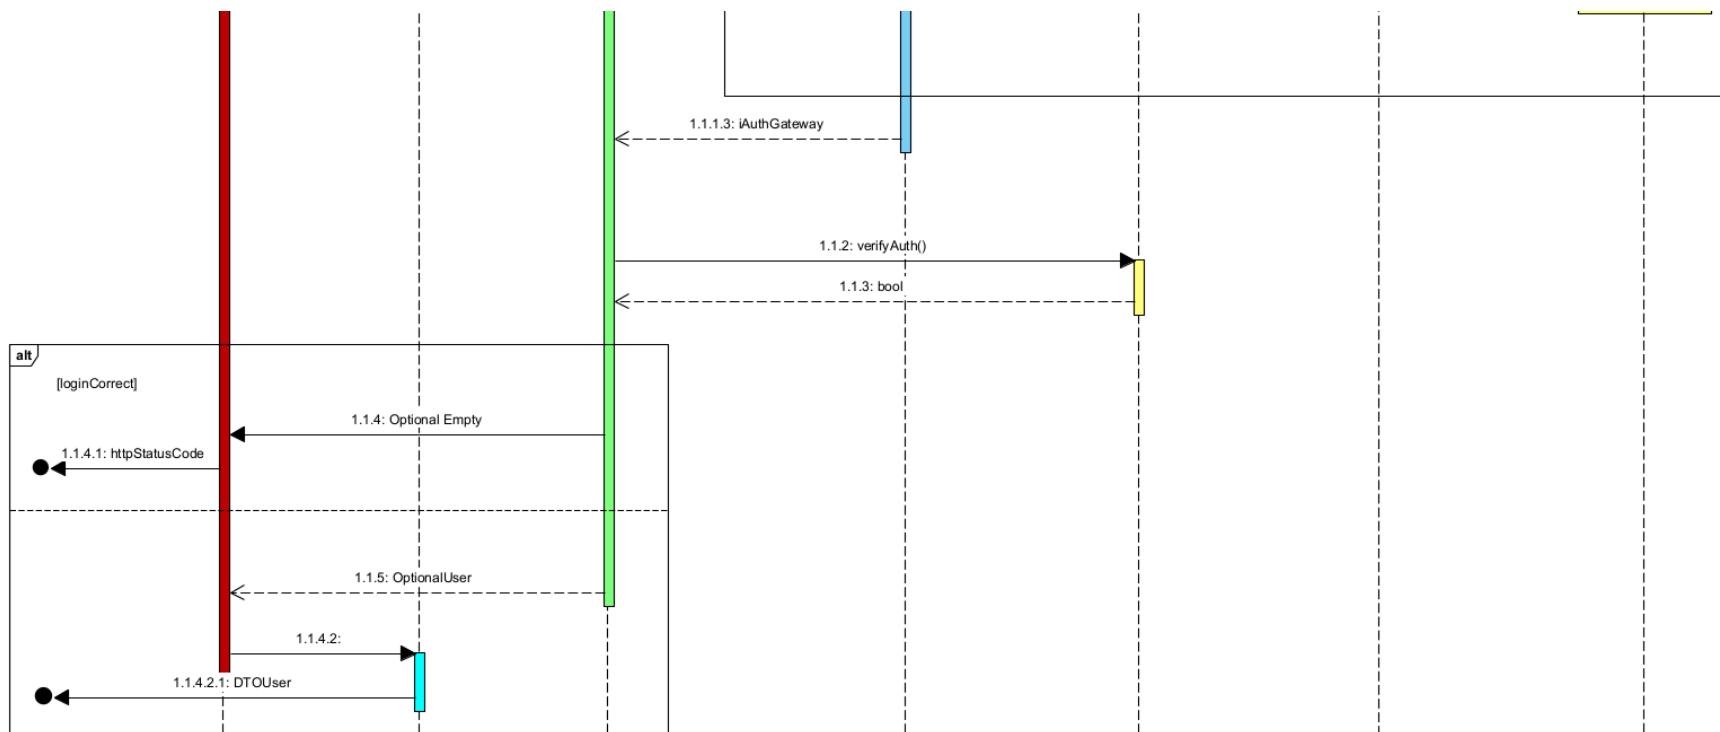 1.1.1.3: iAuthGateway
1.1.2: verifyAuth()
1.1.3: bool
alt
[loginCorrect]
1.1.4: Optional Empty
1.1.4.1: httpStatusCode
1.1.5: OptionalUser
1.1.4.2:
1.1.4.2.1: DTOUser